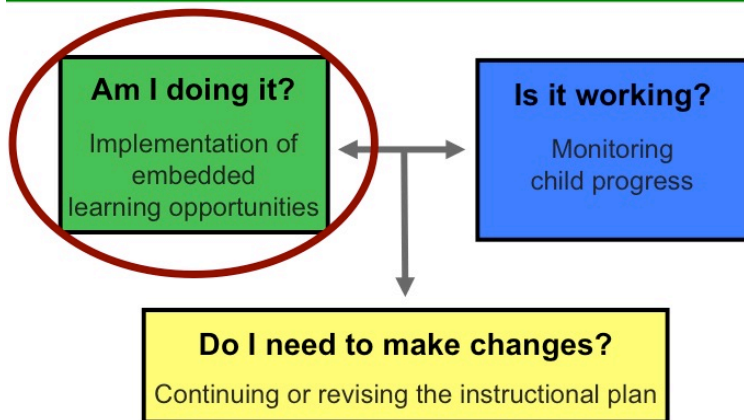 Am I doing it?
Implementation of
embedded
learning opportunities
Is it working?
Monitoring
child progress
Do I need to make changes?
Continuing or revising the instructional plan